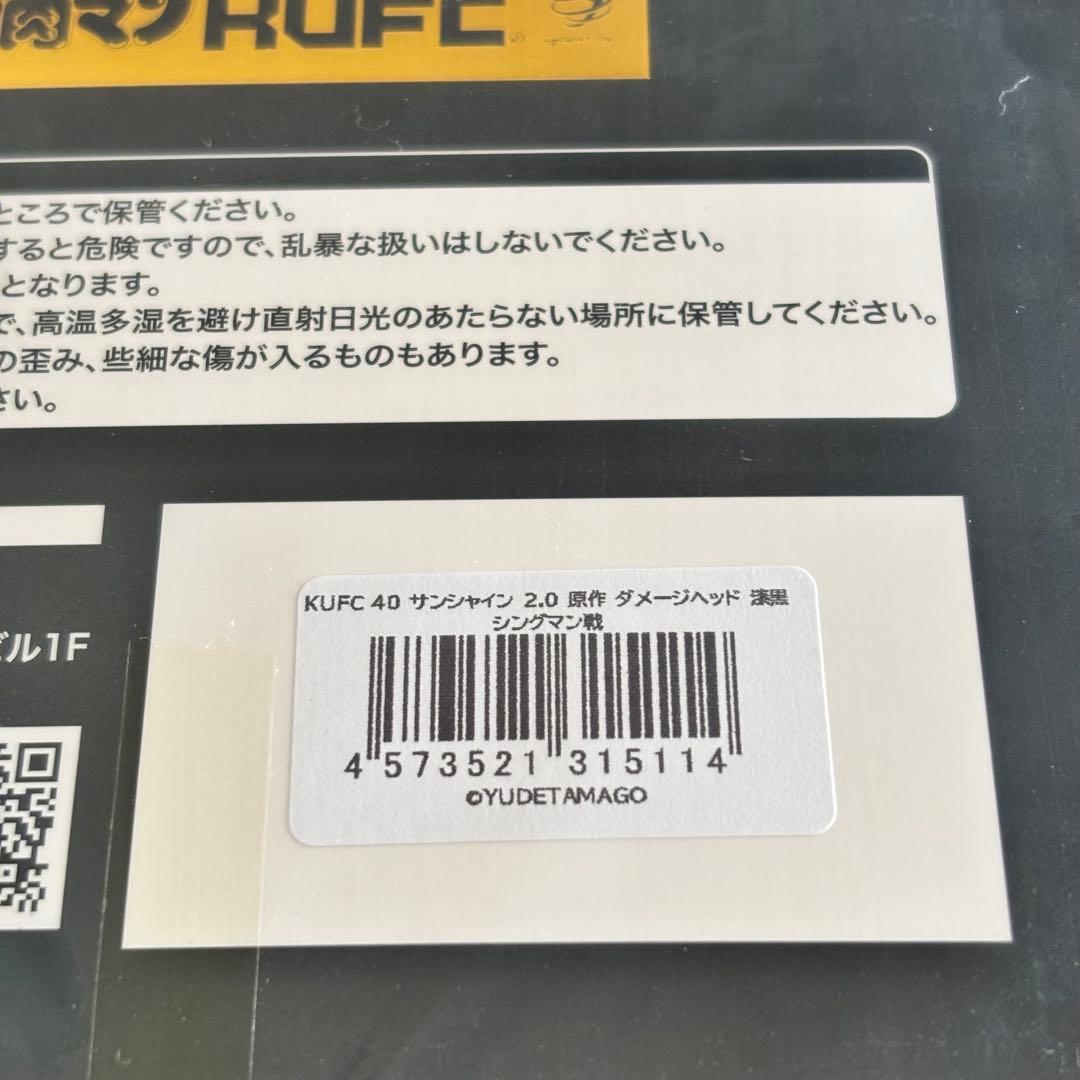 肉マン KUFC
ところで保管ください。
すると危険ですので、乱暴な扱いはしないでください。
となります。
で、高温多湿を避け直射日光のあたらない場所に保管してください。
の歪み、些細な傷が入るものもあります。
さい。
ビル1F
KUFC 40 サンシャイン 2.0 原作 ダメージヘッド 漆黒
シングマン戦
4 573521 315114
©YUDETAMAGO